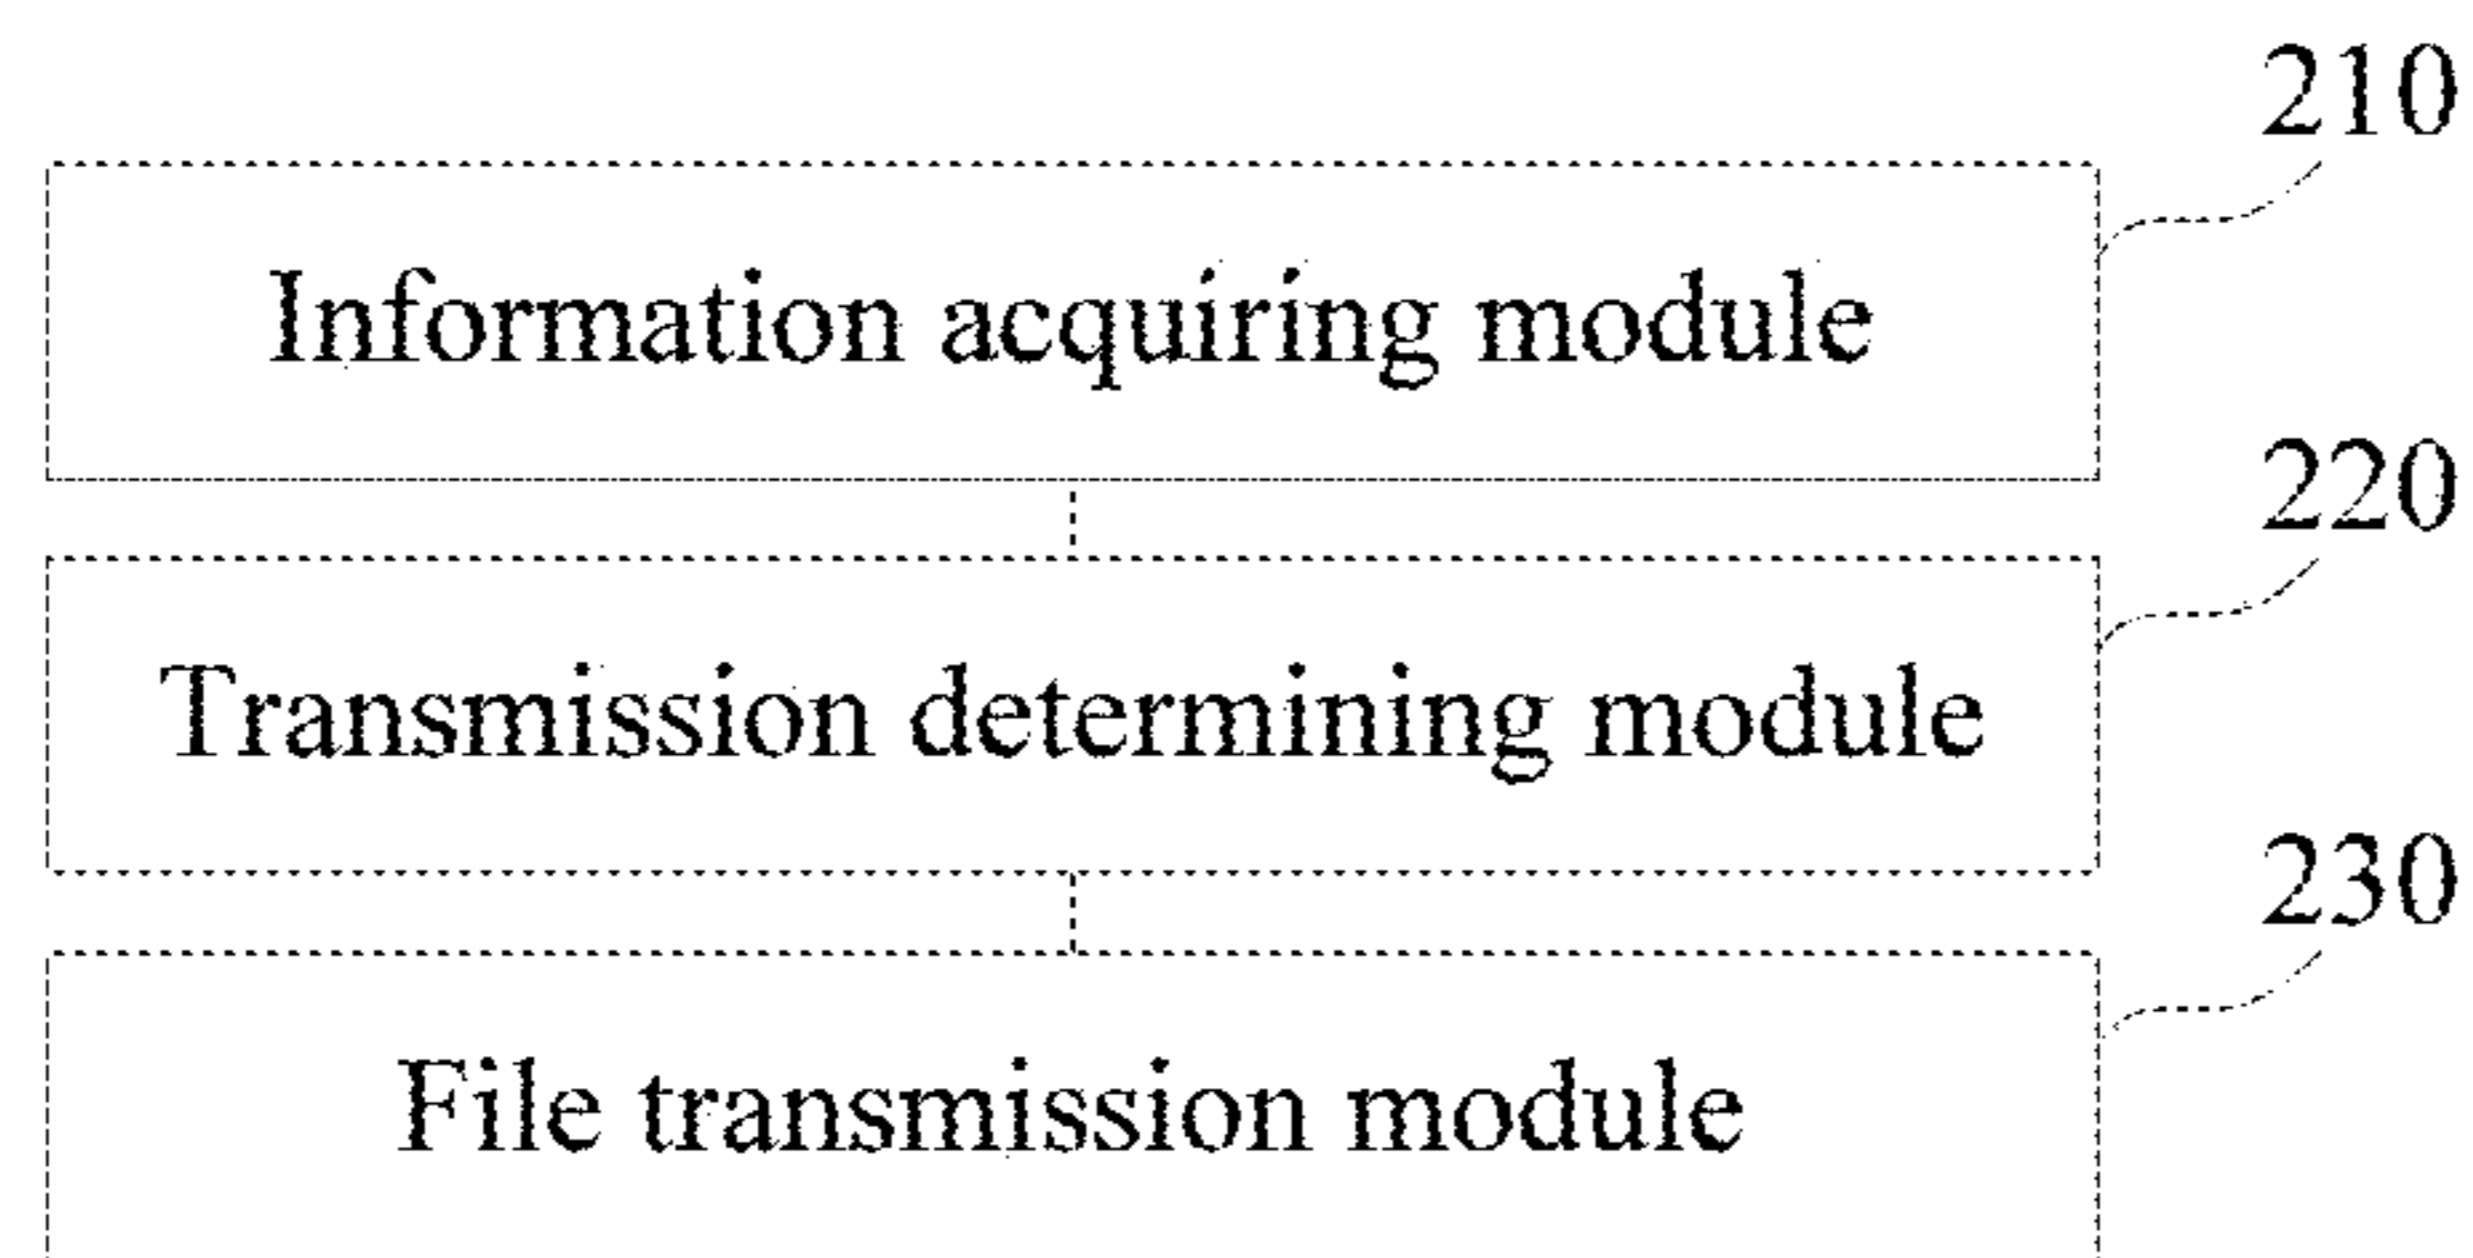 210
Information acquiring module
220
Transmission determining module
230
File transmission module